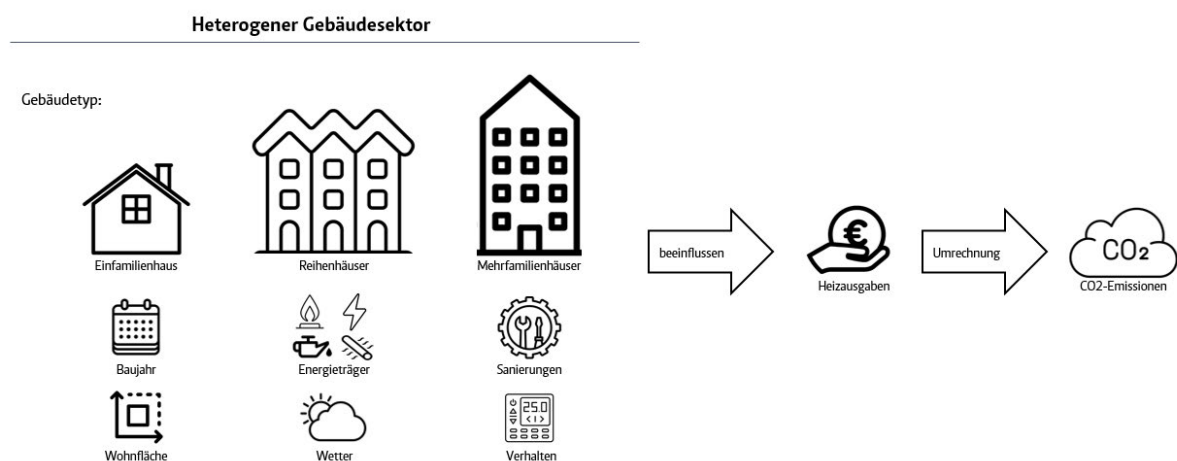 Heterogener Gebäudesektor
Gebäudetyp:
Einfamilienhaus
Reihenhäuser
Mehrfamilienhäuser
beeinflussen
€
Heizausgaben
Umrechnung
CO₂
CO2-Emissionen
Baujahr
Energieträger
Sanierungen
25.0
Wohnfläche
Wetter
Verhalten